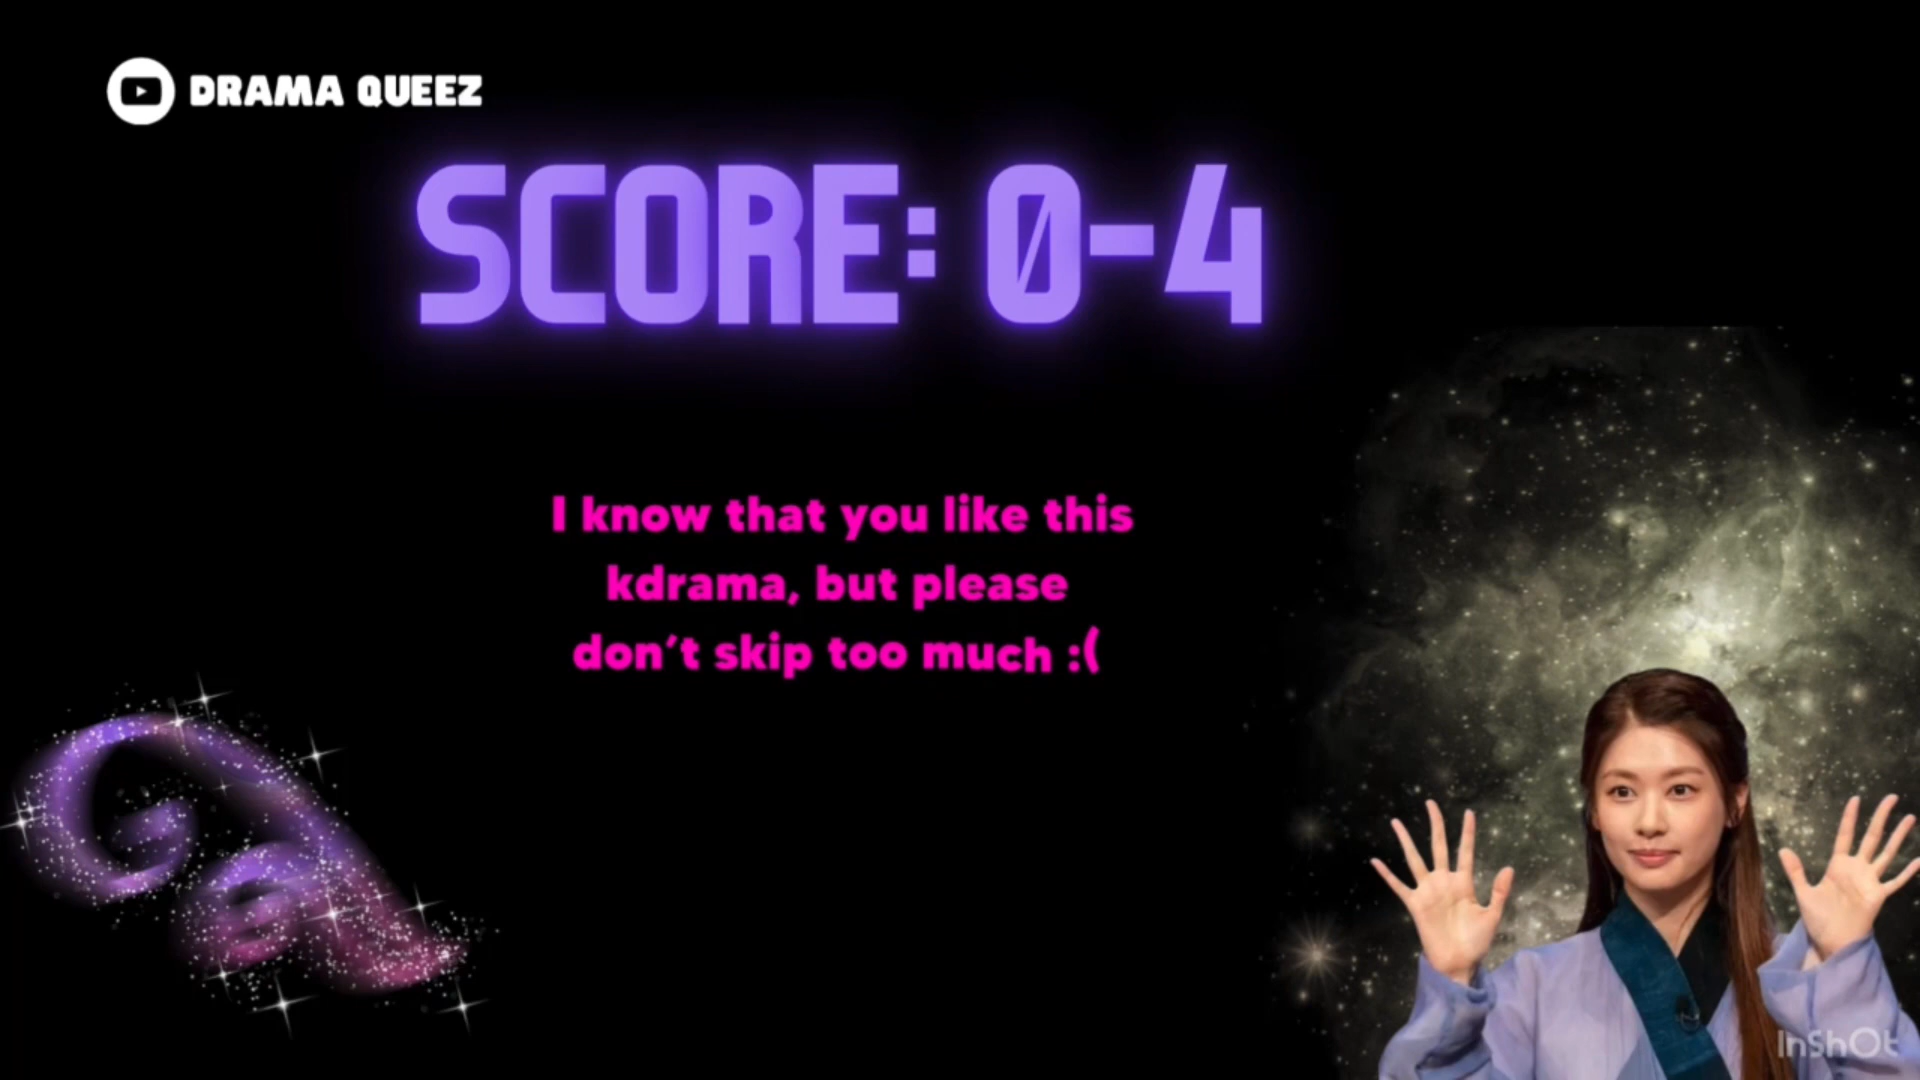 DRAMA QUEEZ
SCORE: 0-4
I know that you like this
kdrama, but please
don't skip too much :(
InShOt